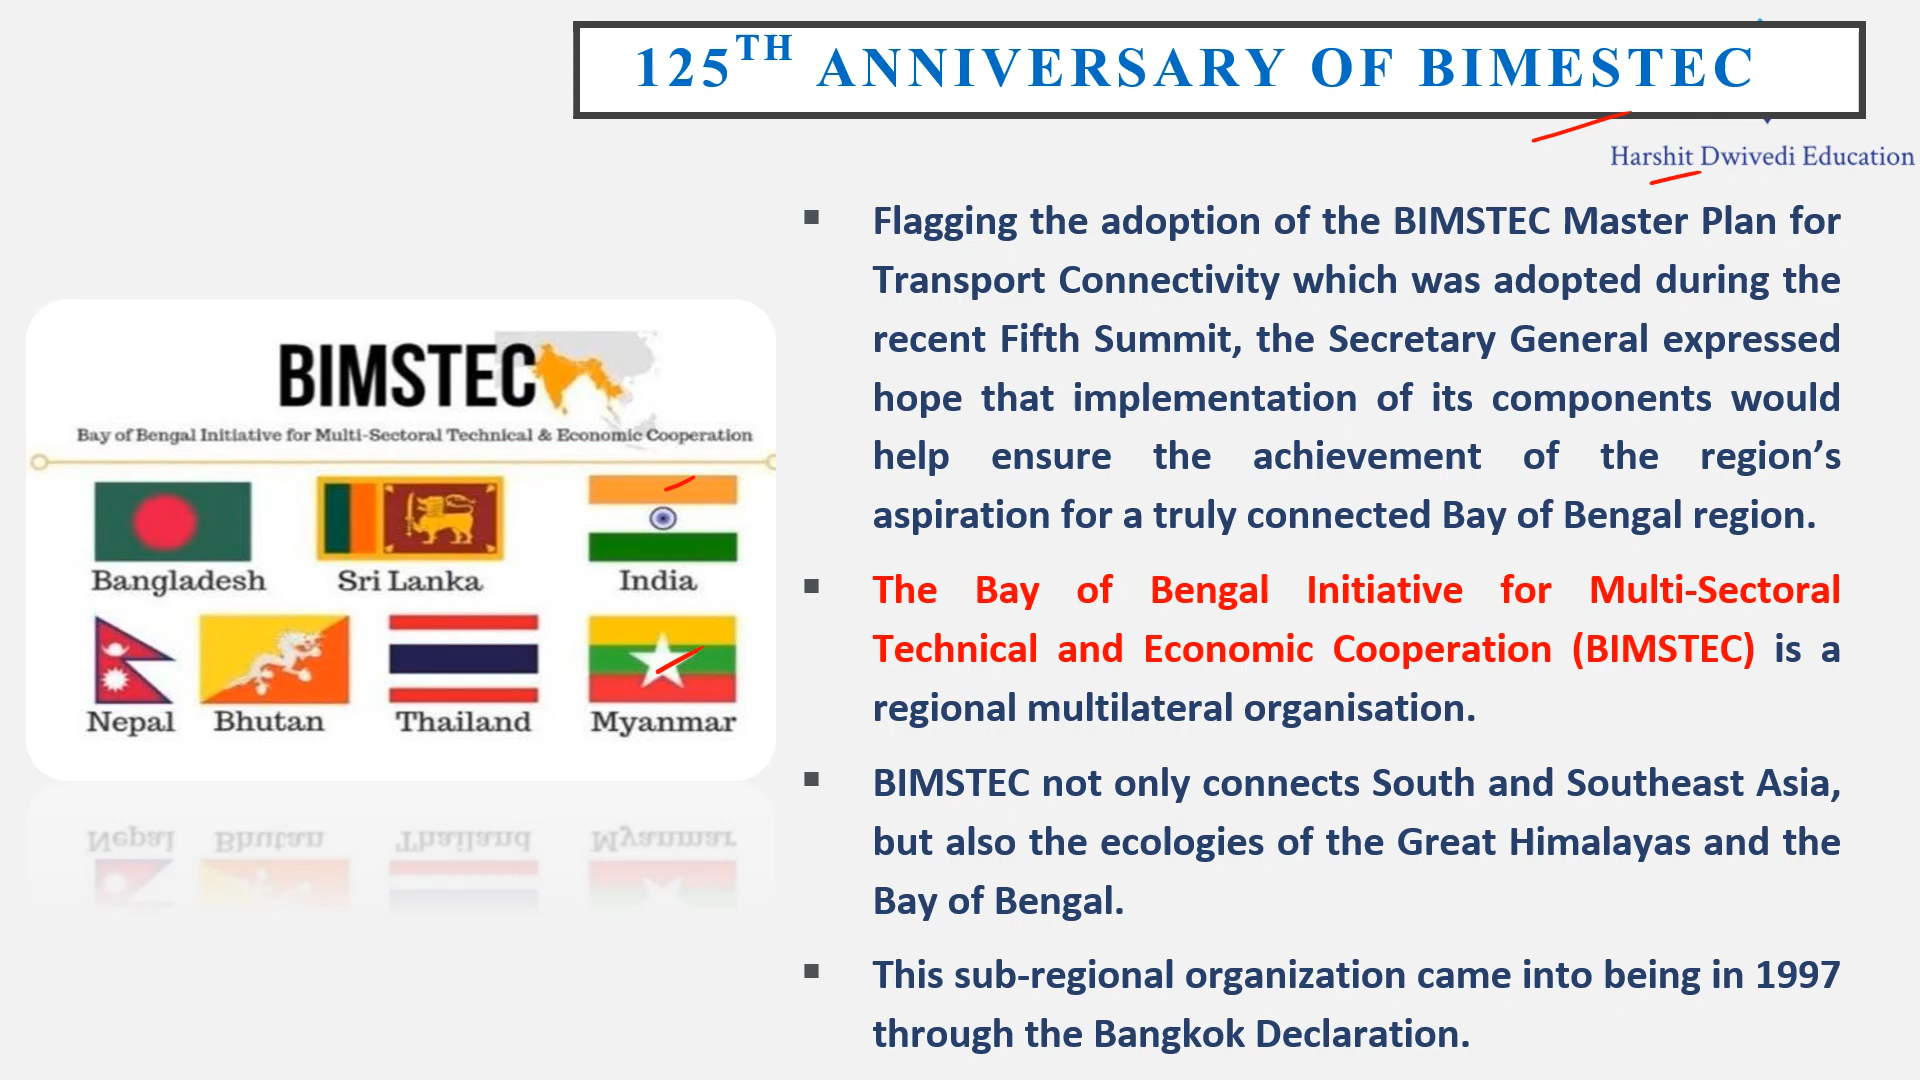 125TH ANNIVERSARY OF BIMESTEC
Harshit Dwivedi Education
BIMSTEC
Bay of Bengal Initiative for Multi-Sectoral Technical & Economic Cooperation
Bangladesh
Sri Lanka
India
Nepal
Bhutan
Thailand
Myanmar
▪ Flagging the adoption of the BIMSTEC Master Plan for
Transport Connectivity which was adopted during the
recent Fifth Summit, the Secretary General expressed
hope that implementation of its components would
help ensure the achievement of the region’s
aspiration for a truly connected Bay of Bengal region.
▪ The Bay of Bengal Initiative for Multi-Sectoral
Technical and Economic Cooperation (BIMSTEC) is a
regional multilateral organisation.
▪ BIMSTEC not only connects South and Southeast Asia,
but also the ecologies of the Great Himalayas and the
Bay of Bengal.
▪ This sub-regional organization came into being in 1997
through the Bangkok Declaration.